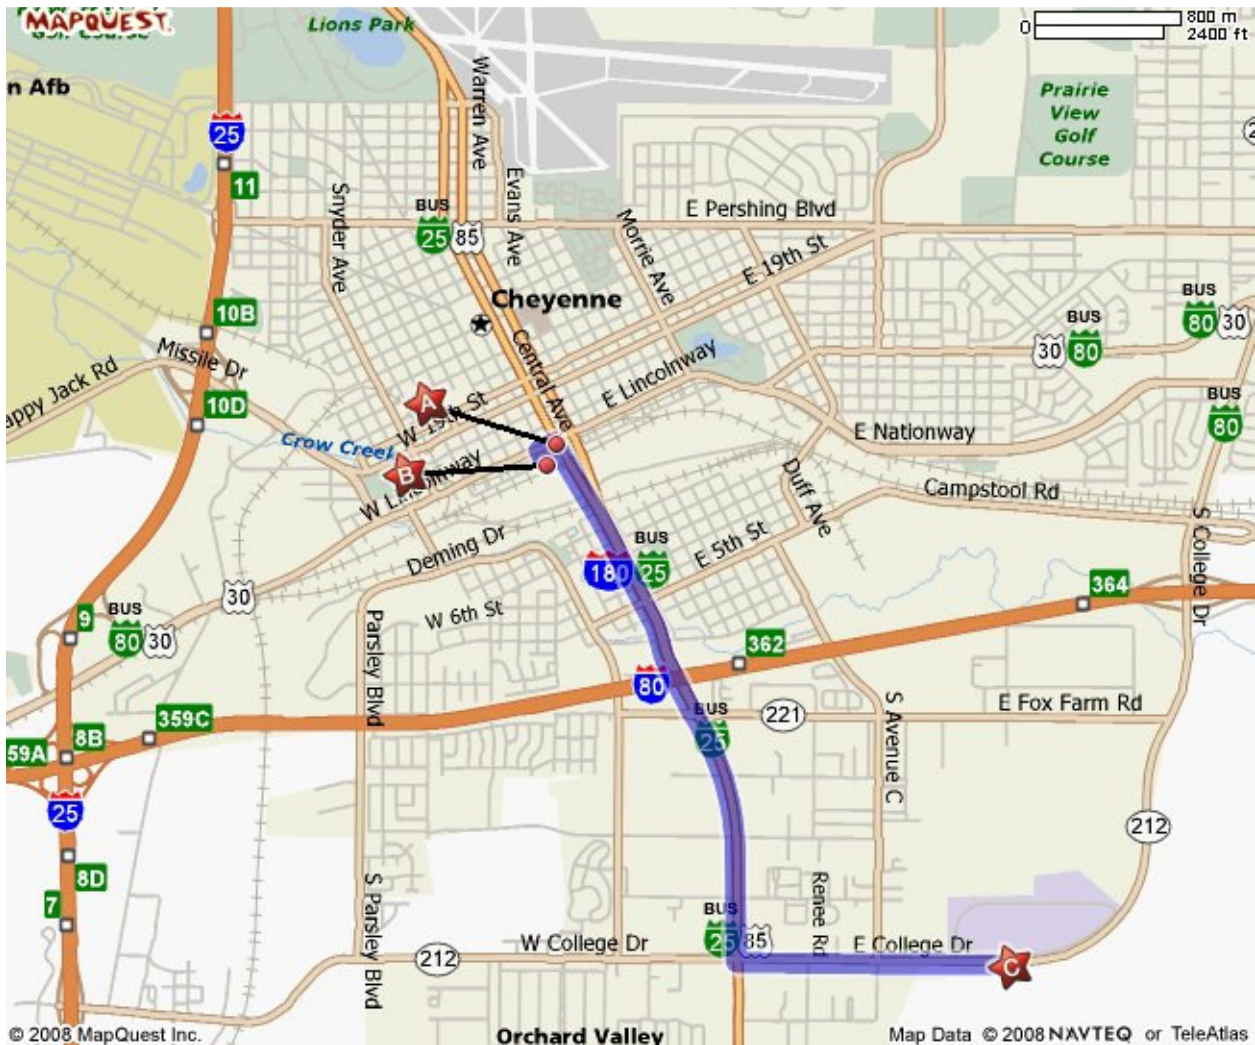 MAPQUEST.
Golf Course
Lions Park
0
800 m
2400 ft
n Afb
Warren Ave
Prairie
View
Golf
Course
25
11
Snyder Ave
BUS
25
85
Evans Ave
E Pershing Blvd
Morrie Ave
E 19th St
Cheyenne
10B
Missile Dr
appy Jack Rd
10D
Central Ave
E Lincolnway
BUS
30
80
BUS
80
30
BUS
80
A
W 19th St
Crow Creek
B
W Lincolnway
E Nationway
Duff Ave
Campstool Rd
S College Dr
Deming Dr
E 5th St
180
BUS
25
364
30
9
BUS
80
30
Parsley Blvd
W 6th St
362
80
359C
8B
59A
25
BUS
25
221
E Fox Farm Rd
S Avenue C
212
8D
7
S Parsley Blvd
Renee Rd
W College Dr
212
BUS
25
85
E College Dr
C
Orchard Valley
© 2008 MapQuest Inc.
Map Data © 2008 NAVTEQ or TeleAtlas